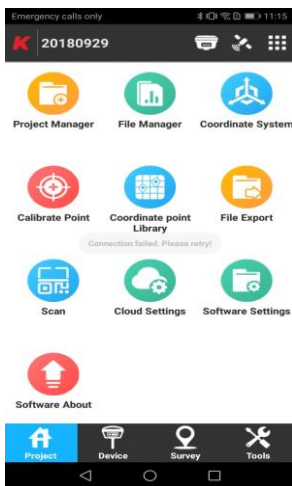 Emergency calls only
11:15
K
20180929
Project Manager
File Manager
Coordinate System
Calibrate Point
Coordinate point
Library
File Export
Connection failed. Please retry!
Scan
Cloud Settings
Software Settings
Software About
Project
Device
Survey
Tools